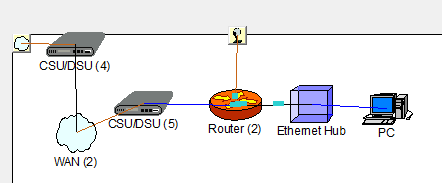 CSU/DSU (4)
CSU/DSU (5)
Router (2)
Ethernet Hub
PC
WAN (2)